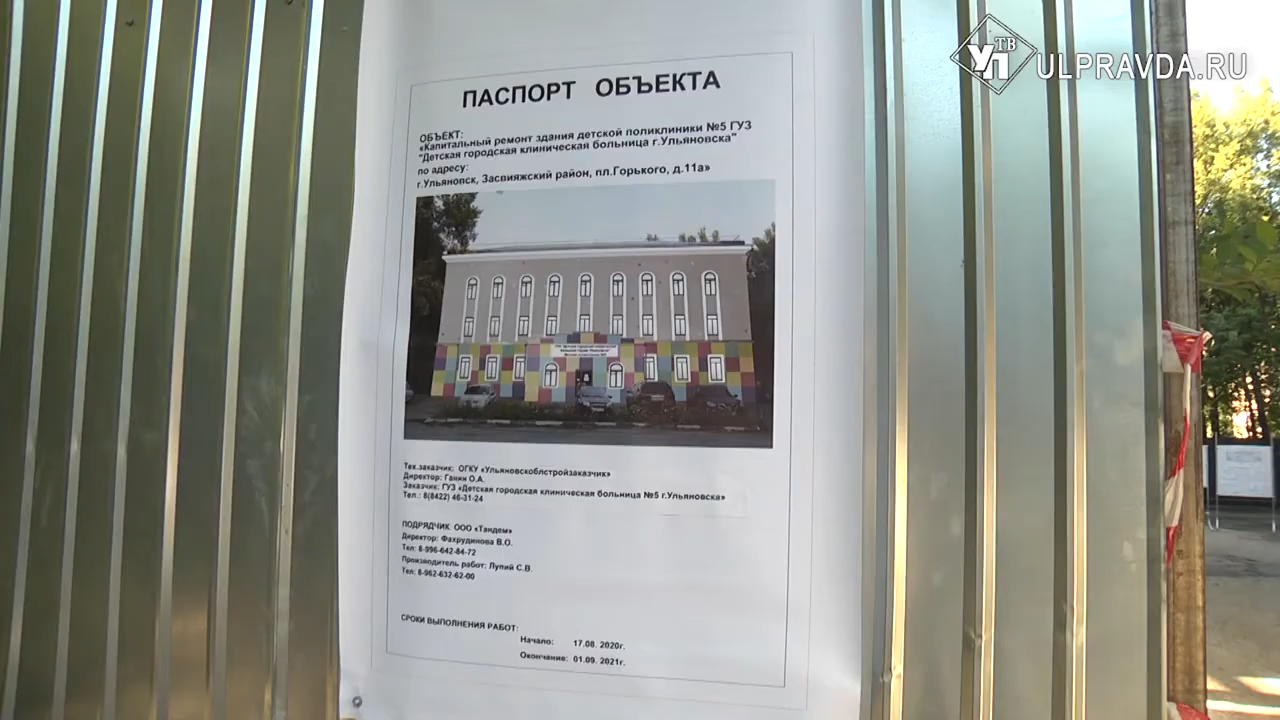 УП ТВ ULPRAVDA.RU
ПАСПОРТ ОБЪЕКТА
ОБЪЕКТ:
«Капитальный ремонт здания детской поликлиники №5 ГУЗ
"Детская городская клиническая больница г.Ульяновска"
по адресу:
г.Ульянопск, Засвияжский район, пл.Горького, д.11а»
Тех.заказчик: ОГКУ «Ульяновскоблстройзаказчик»
Директор: Ганин О.А.
Заказчик: ГУЗ «Детская городская клиническая больница №5 г.Ульяновска»
Тел.: 8(8422) 46-31-24
ПОДРЯДЧИК: ООО «Тандем»
Директор: Фахрудинова В.О.
Тел: 8-996-642-84-72
Производитель работ: Лупий С.В.
Тел: 8-962-632-62-00
СРОКИ ВЫПОЛНЕНИЯ РАБОТ:
Начало: 17.08. 2020г.
Окончание: 01.09. 2021г.